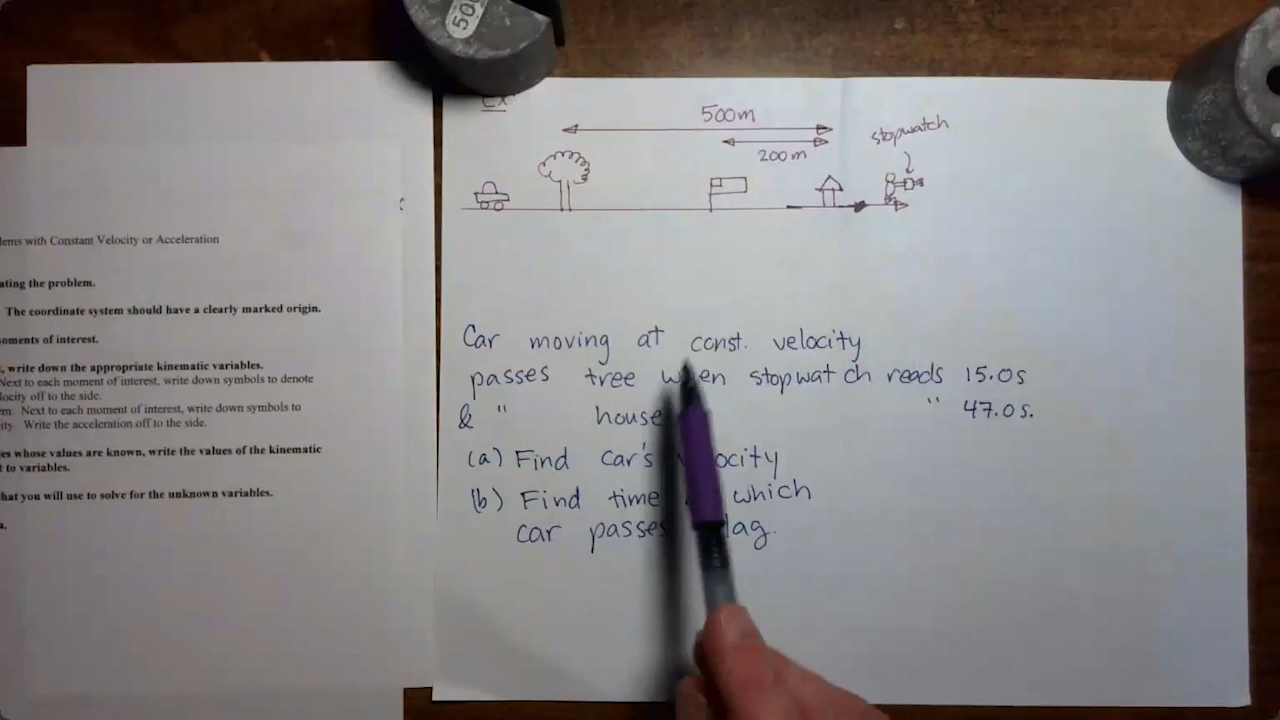 50
Ex
500m
200m
stopwatch
lems with Constant Velocity or Acceleration
ating the problem.
The coordinate system should have a clearly marked origin.
oments of interest.
, write down the appropriate kinematic variables.
Next to each moment of interest, write down symbols to denote
locity off to the side.
em. Next to each moment of interest, write down symbols to
ity. Write the acceleration off to the side.
es whose values are known, write the values of the kinematic
t to variables.
hat you will use to solve for the unknown variables.
Car moving at const. velocity
passes tree when stopwatch reads 15.0s
& " house " 47.0s.
(a) Find car's locity
(b) Find time which
car passes lag.